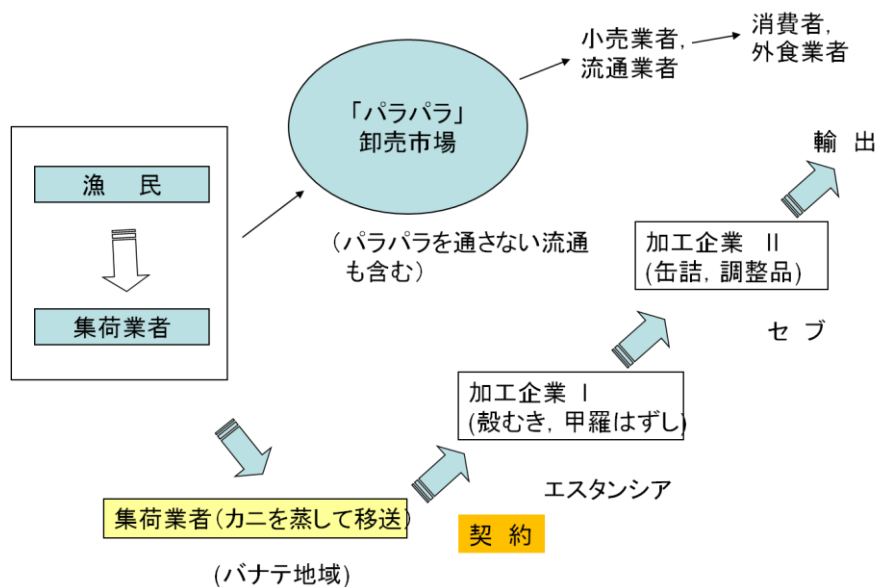 小売業者,
流通業者
消費者,
外食業者
「パラパラ」
卸売市場
輸 出
漁 民
(パラパラを通さない流通
も含む)
加工企業 Ⅱ
(缶詰, 調整品)
集荷業者
セ ブ
加工企業 Ⅰ
(殻むき, 甲羅はずし)
エスタンシア
集荷業者(カニを蒸して移送)
契 約
(バナテ地域)